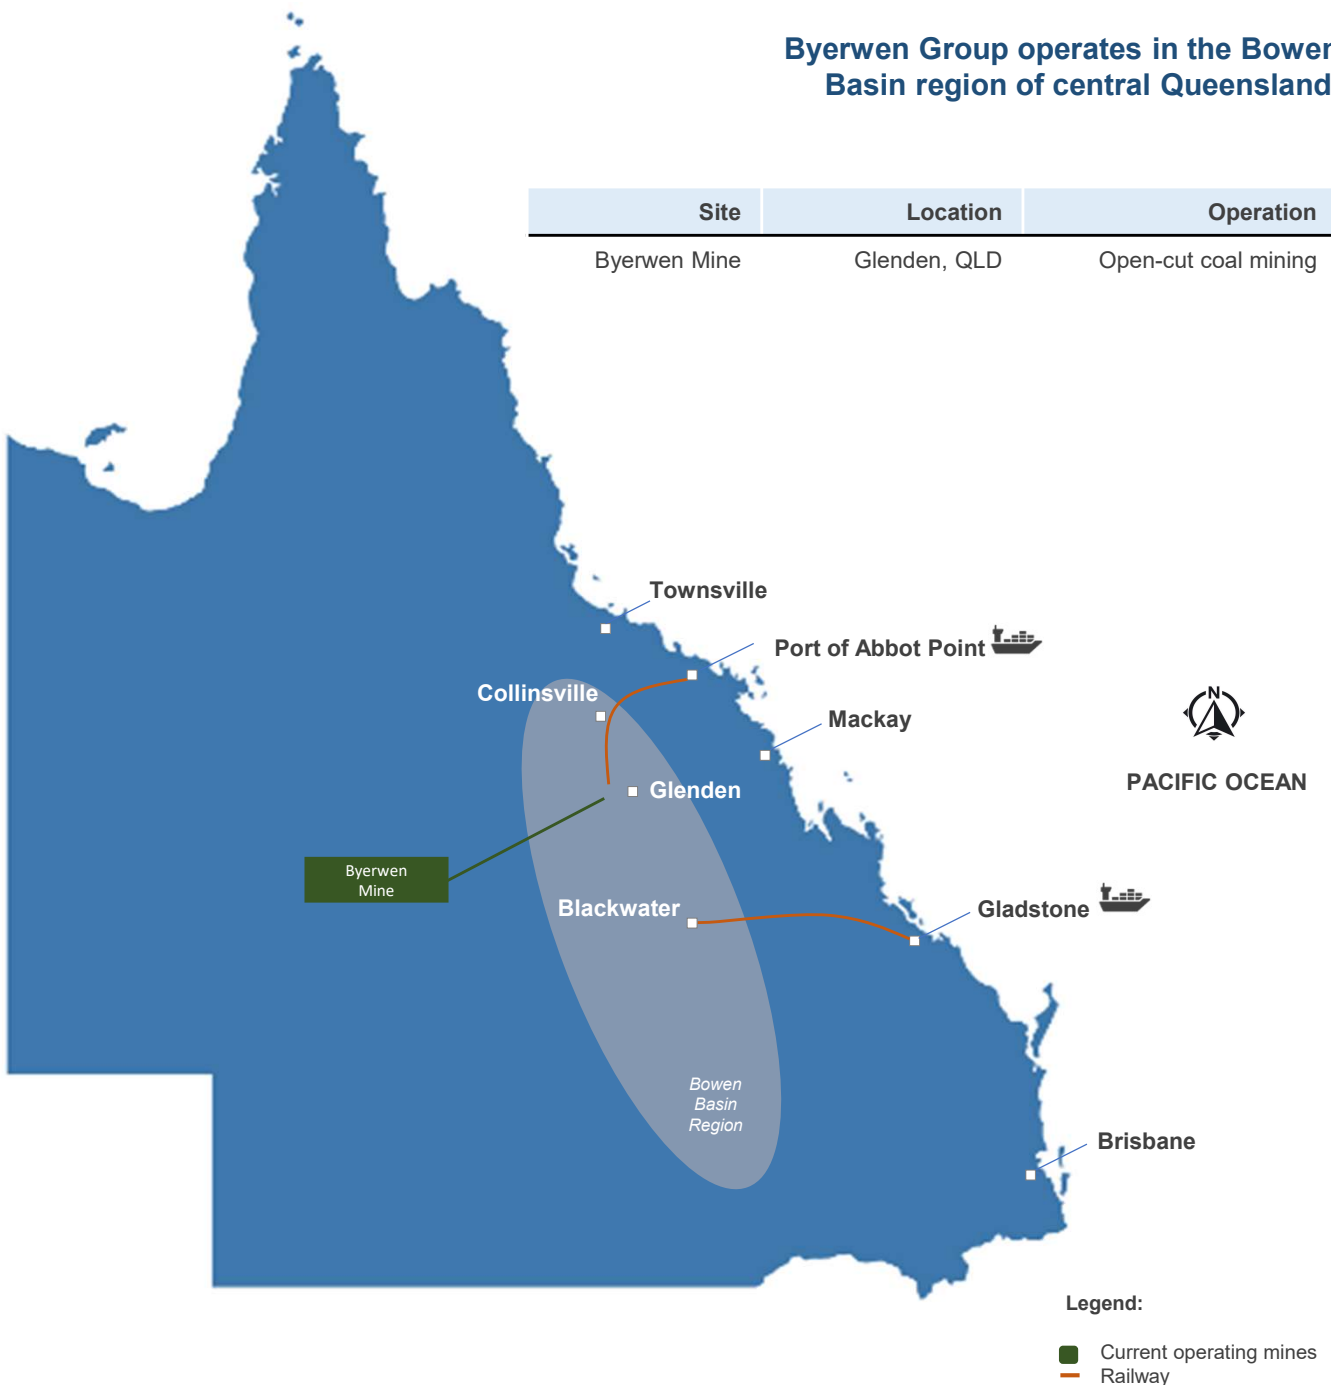 Byerwen Group operates in the Bowen
Basin region of central Queensland
Site Location Operation
Byerwen Mine Glenden, QLD Open-cut coal mining
Townsville
Port of Abbot Point
Collinsville
Mackay
N
PACIFIC OCEAN
Glenden
Byerwen
Mine
Blackwater
Gladstone
Bowen
Basin
Region
Brisbane
Legend:
Current operating mines
Railway